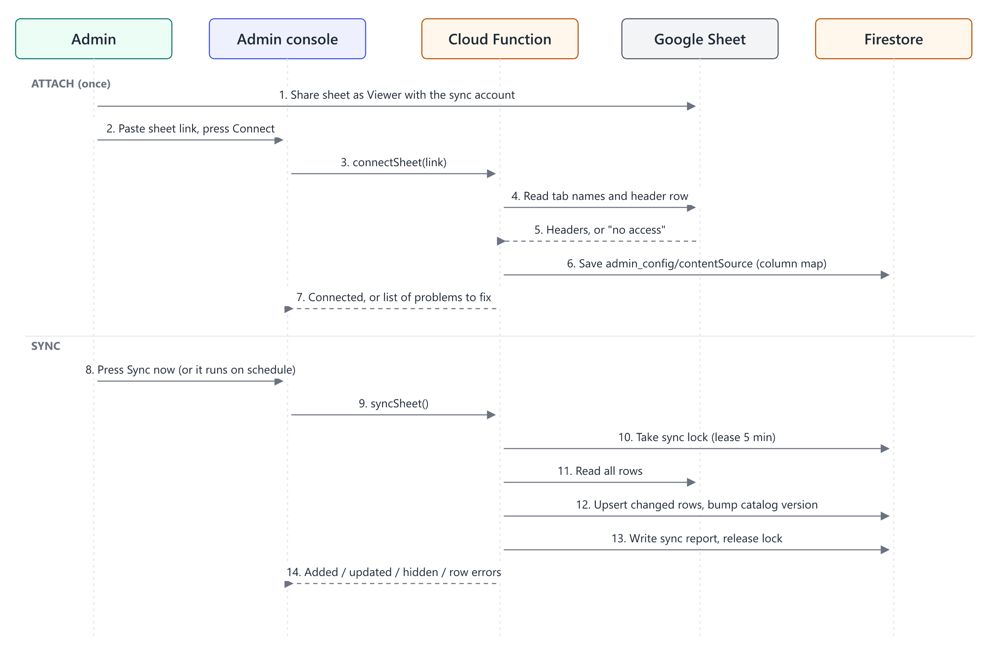 Admin
Admin console
Cloud Function
Google Sheet
Firestore
ATTACH (once)
1. Share sheet as Viewer with the sync account
2. Paste sheet link, press Connect
3. connectSheet(link)
4. Read tab names and header row
5. Headers, or "no access"
6. Save admin_config/contentSource (column map)
7. Connected, or list of problems to fix
SYNC
8. Press Sync now (or it runs on schedule)
9. syncSheet()
10. Take sync lock (lease 5 min)
11. Read all rows
12. Upsert changed rows, bump catalog version
13. Write sync report, release lock
14. Added / updated / hidden / row errors